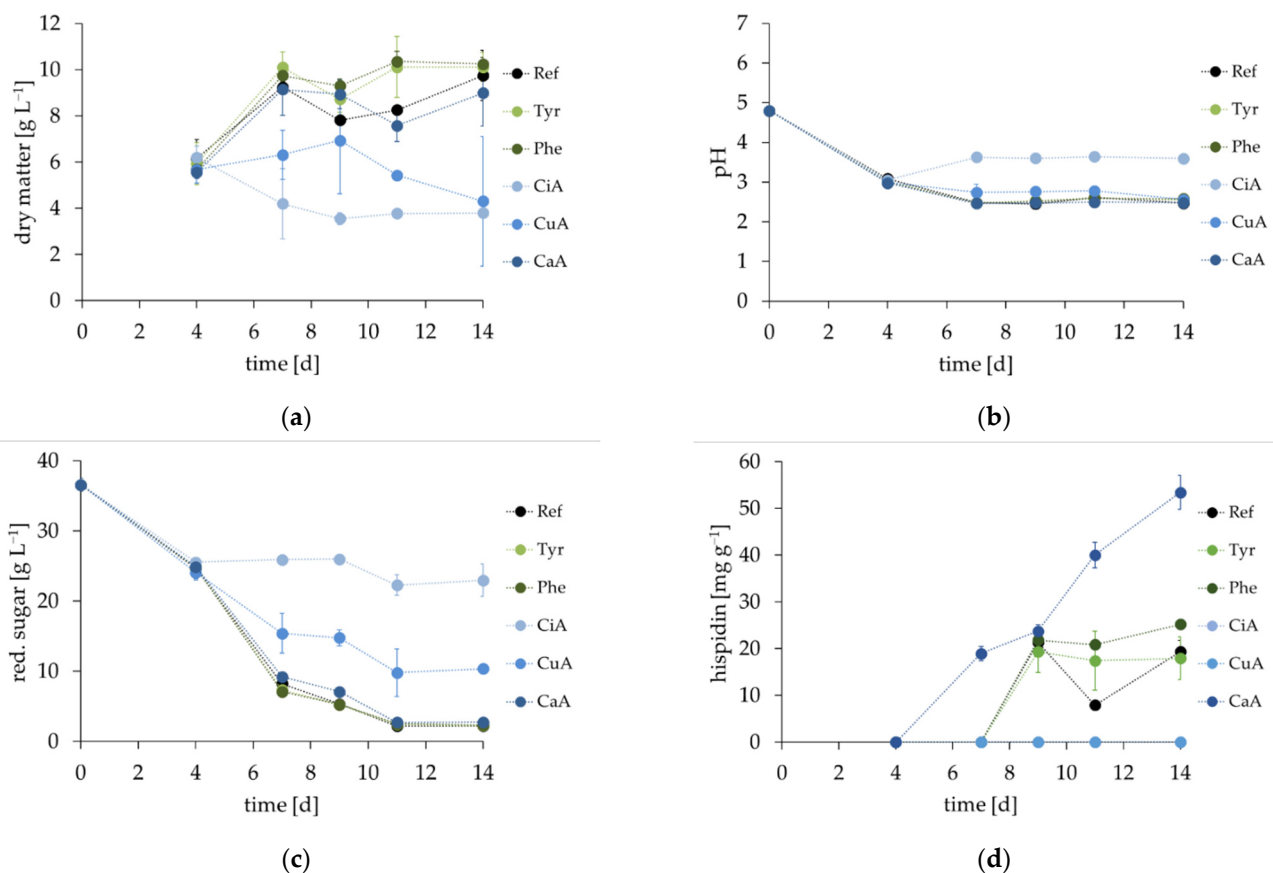 12
10
8
6
4
2
0
0 2 4 6 8 10 12 14
dry matter [g L⁻¹]
time [d]
Ref
Tyr
Phe
CiA
CuA
CaA
(a)
7
6
5
4
3
2
1
0
0 2 4 6 8 10 12 14
pH
time [d]
Ref
Tyr
Phe
CiA
CuA
CaA
(b)
40
30
20
10
0
0 2 4 6 8 10 12 14
red. sugar [g L⁻¹]
time [d]
Ref
Tyr
Phe
CiA
CuA
CaA
(c)
60
50
40
30
20
10
0
0 2 4 6 8 10 12 14
hispidin [mg g⁻¹]
time [d]
Ref
Tyr
Phe
CiA
CuA
CaA
(d)